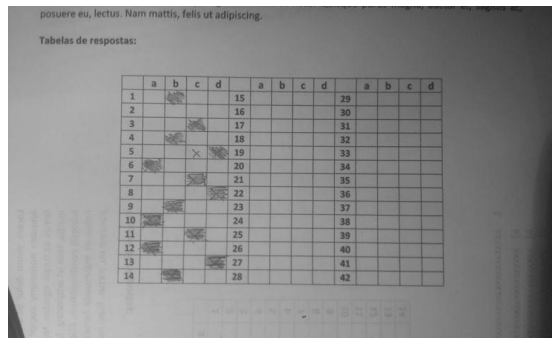 posuere eu, lectus. Nam mattis, felis ut adipiscing.
Tabelas de respostas:
a b c d a b c d a b c d
1 15 29
2 16 30
3 17 31
4 18 32
5 x 19 33
6 20 34
7 21 35
8 22 36
9 23 37
10 24 38
11 25 39
12 26 40
13 27 41
14 28 42